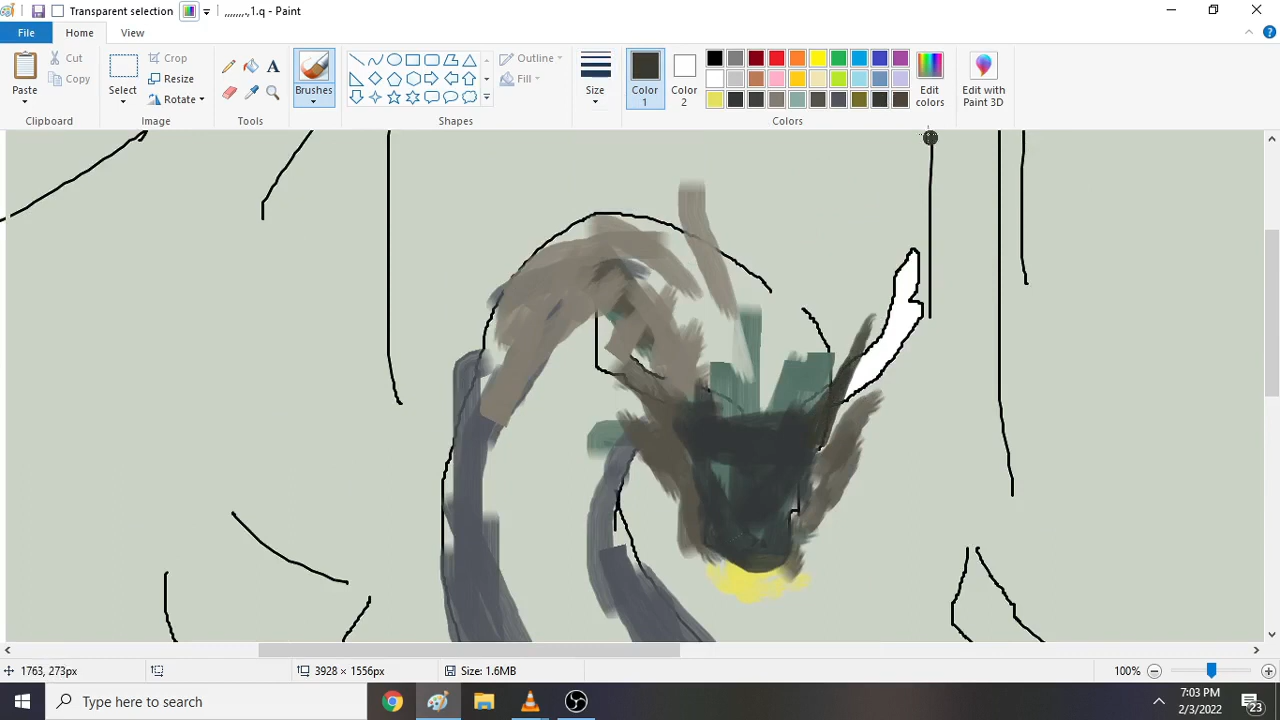 Transparent selection
,,,,,,,.,1.q - Paint
File
Home
View
Paste
Cut
Copy
Clipboard
Select
Crop
Resize
Rotate
Image
A
Tools
Brushes
Outline
Fill
Shapes
Size
Color
1
Color
2
Colors
Edit
colors
Edit with
Paint 3D
1763, 273px
3928 × 1556px
Size: 1.6MB
100%
Type here to search
7:03 PM
2/3/2022
23